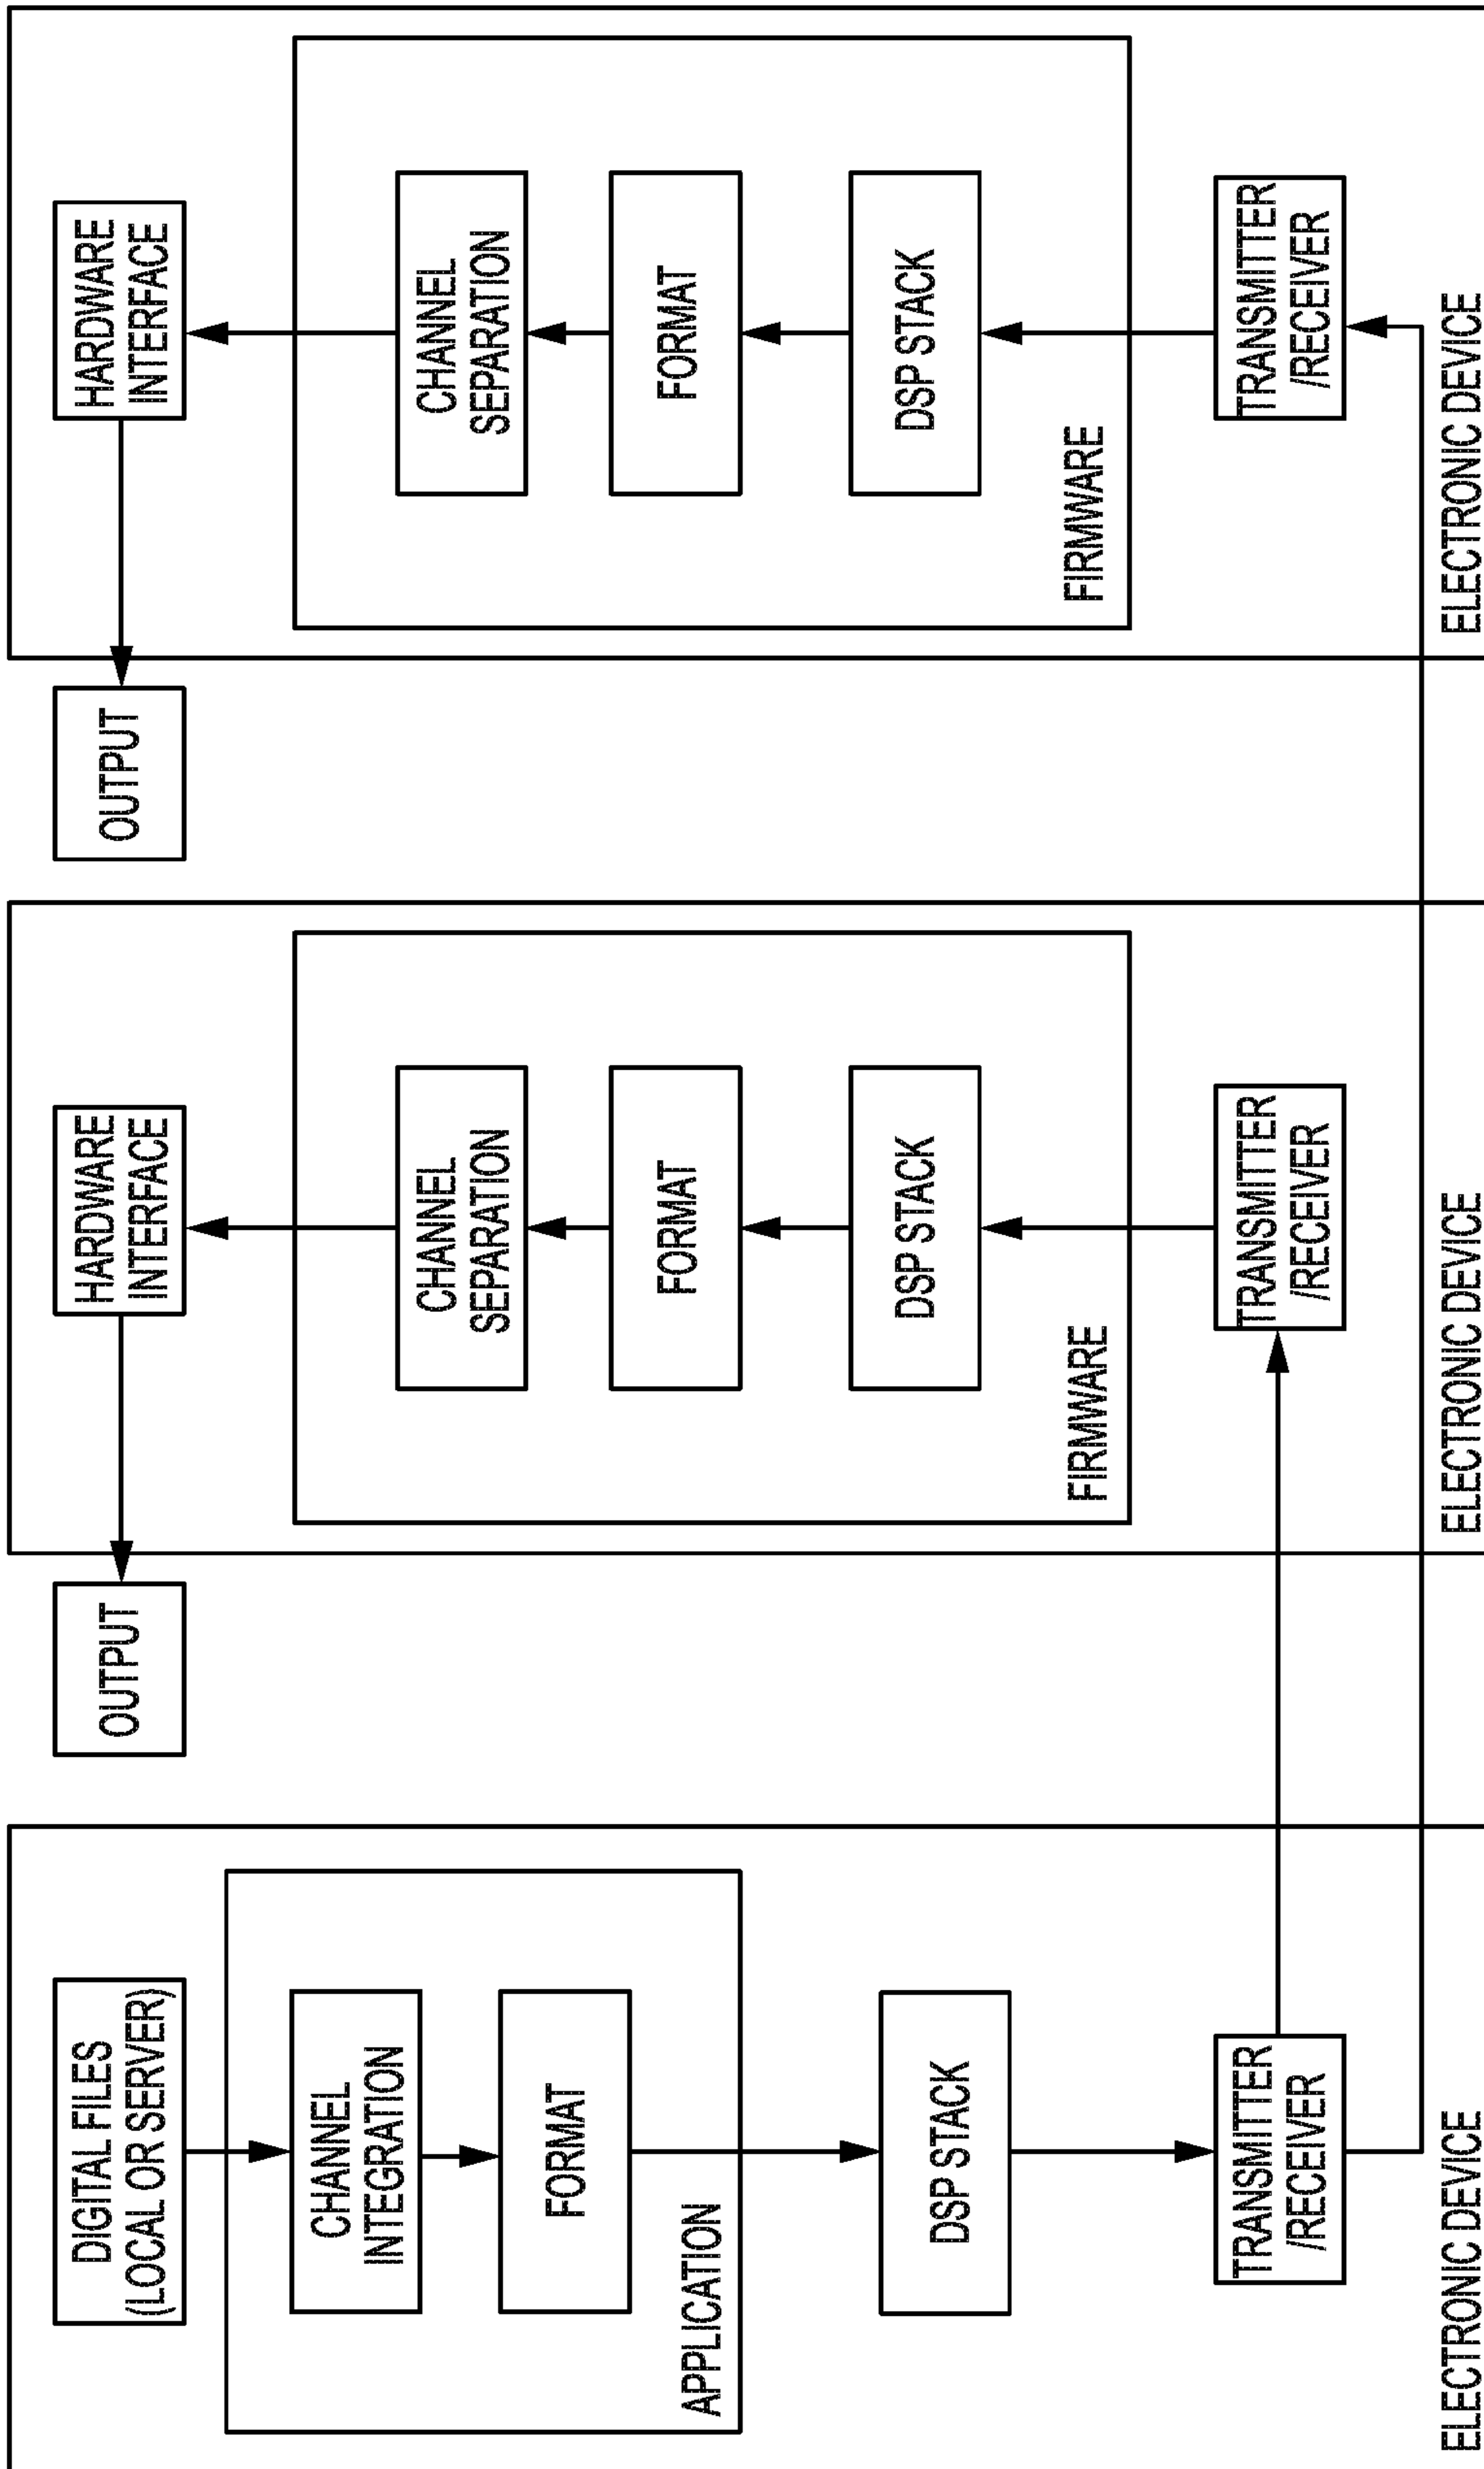 DIGITAL FILES
(LOCAL OR SERVER)
CHANNEL
INTEGRATION
FORMAT
APPLICATION
DSP STACK
TRANSMITTER
/RECEIVER
ELECTRONIC DEVICE
OUTPUT
HARDWARE
INTERFACE
CHANNEL
SEPARATION
FORMAT
DSP STACK
FIRMWARE
TRANSMITTER
/RECEIVER
ELECTRONIC DEVICE
OUTPUT
HARDWARE
INTERFACE
CHANNEL
SEPARATION
FORMAT
DSP STACK
FIRMWARE
TRANSMITTER
/RECEIVER
ELECTRONIC DEVICE